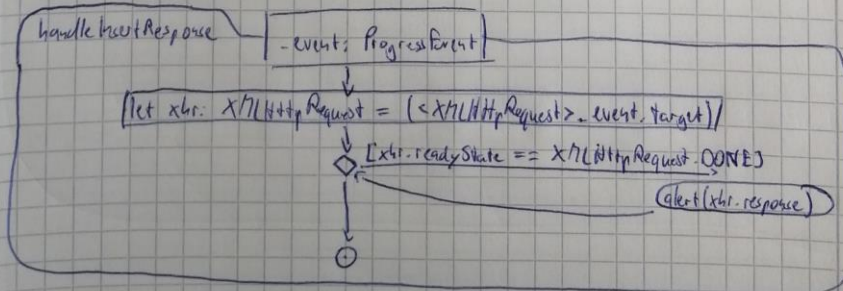 handleInsertResponse
_event: ProgressEvent
let xhr: XMLHttpRequest = (<XMLHttpRequest>_event.target)
[xhr.readyState == XMLHttpRequest.DONE]
alert(xhr.response)